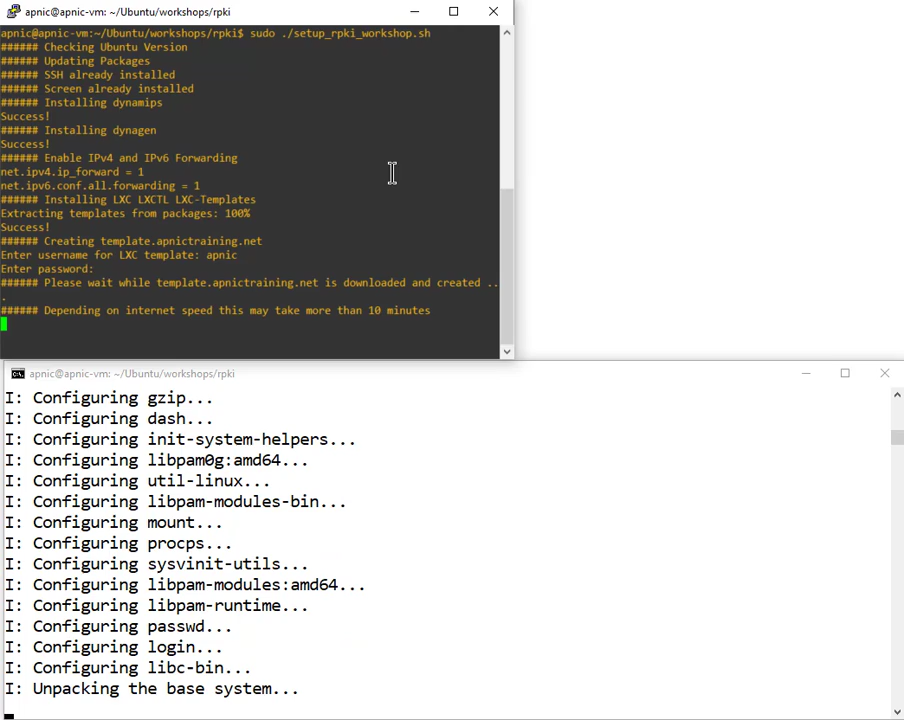 apnic@apnic-vm: ~/Ubuntu/workshops/rpki
apnic@apnic-vm:~/Ubuntu/workshops/rpki$ sudo ./setup_rpki_workshop.sh
###### Checking Ubuntu Version
###### Updating Packages
###### SSH already installed
###### Screen already installed
###### Installing dynamips
Success!
###### Installing dynagen
Success!
###### Enable IPv4 and IPv6 Forwarding
net.ipv4.ip_forward = 1
net.ipv6.conf.all.forwarding = 1
###### Installing LXC LXCTL LXC-Templates
Extracting templates from packages: 100%
Success!
###### Creating template.apnictraining.net
Enter username for LXC template: apnic
Enter password:
###### Please wait while template.apnictraining.net is downloaded and created ..
.
###### Depending on internet speed this may take more than 10 minutes
apnic@apnic-vm: ~/Ubuntu/workshops/rpki
I: Configuring gzip...
I: Configuring dash...
I: Configuring init-system-helpers...
I: Configuring libpam0g:amd64...
I: Configuring util-linux...
I: Configuring libpam-modules-bin...
I: Configuring mount...
I: Configuring procps...
I: Configuring sysvinit-utils...
I: Configuring libpam-modules:amd64...
I: Configuring libpam-runtime...
I: Configuring passwd...
I: Configuring login...
I: Configuring libc-bin...
I: Unpacking the base system...